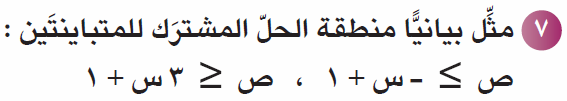 ٧ مثِّل بيانيًّا منطقة الحلّ المشترَك للمتباينتَين :
ص ≤ - س + ١ ، ص ≥ ٣ س + ١